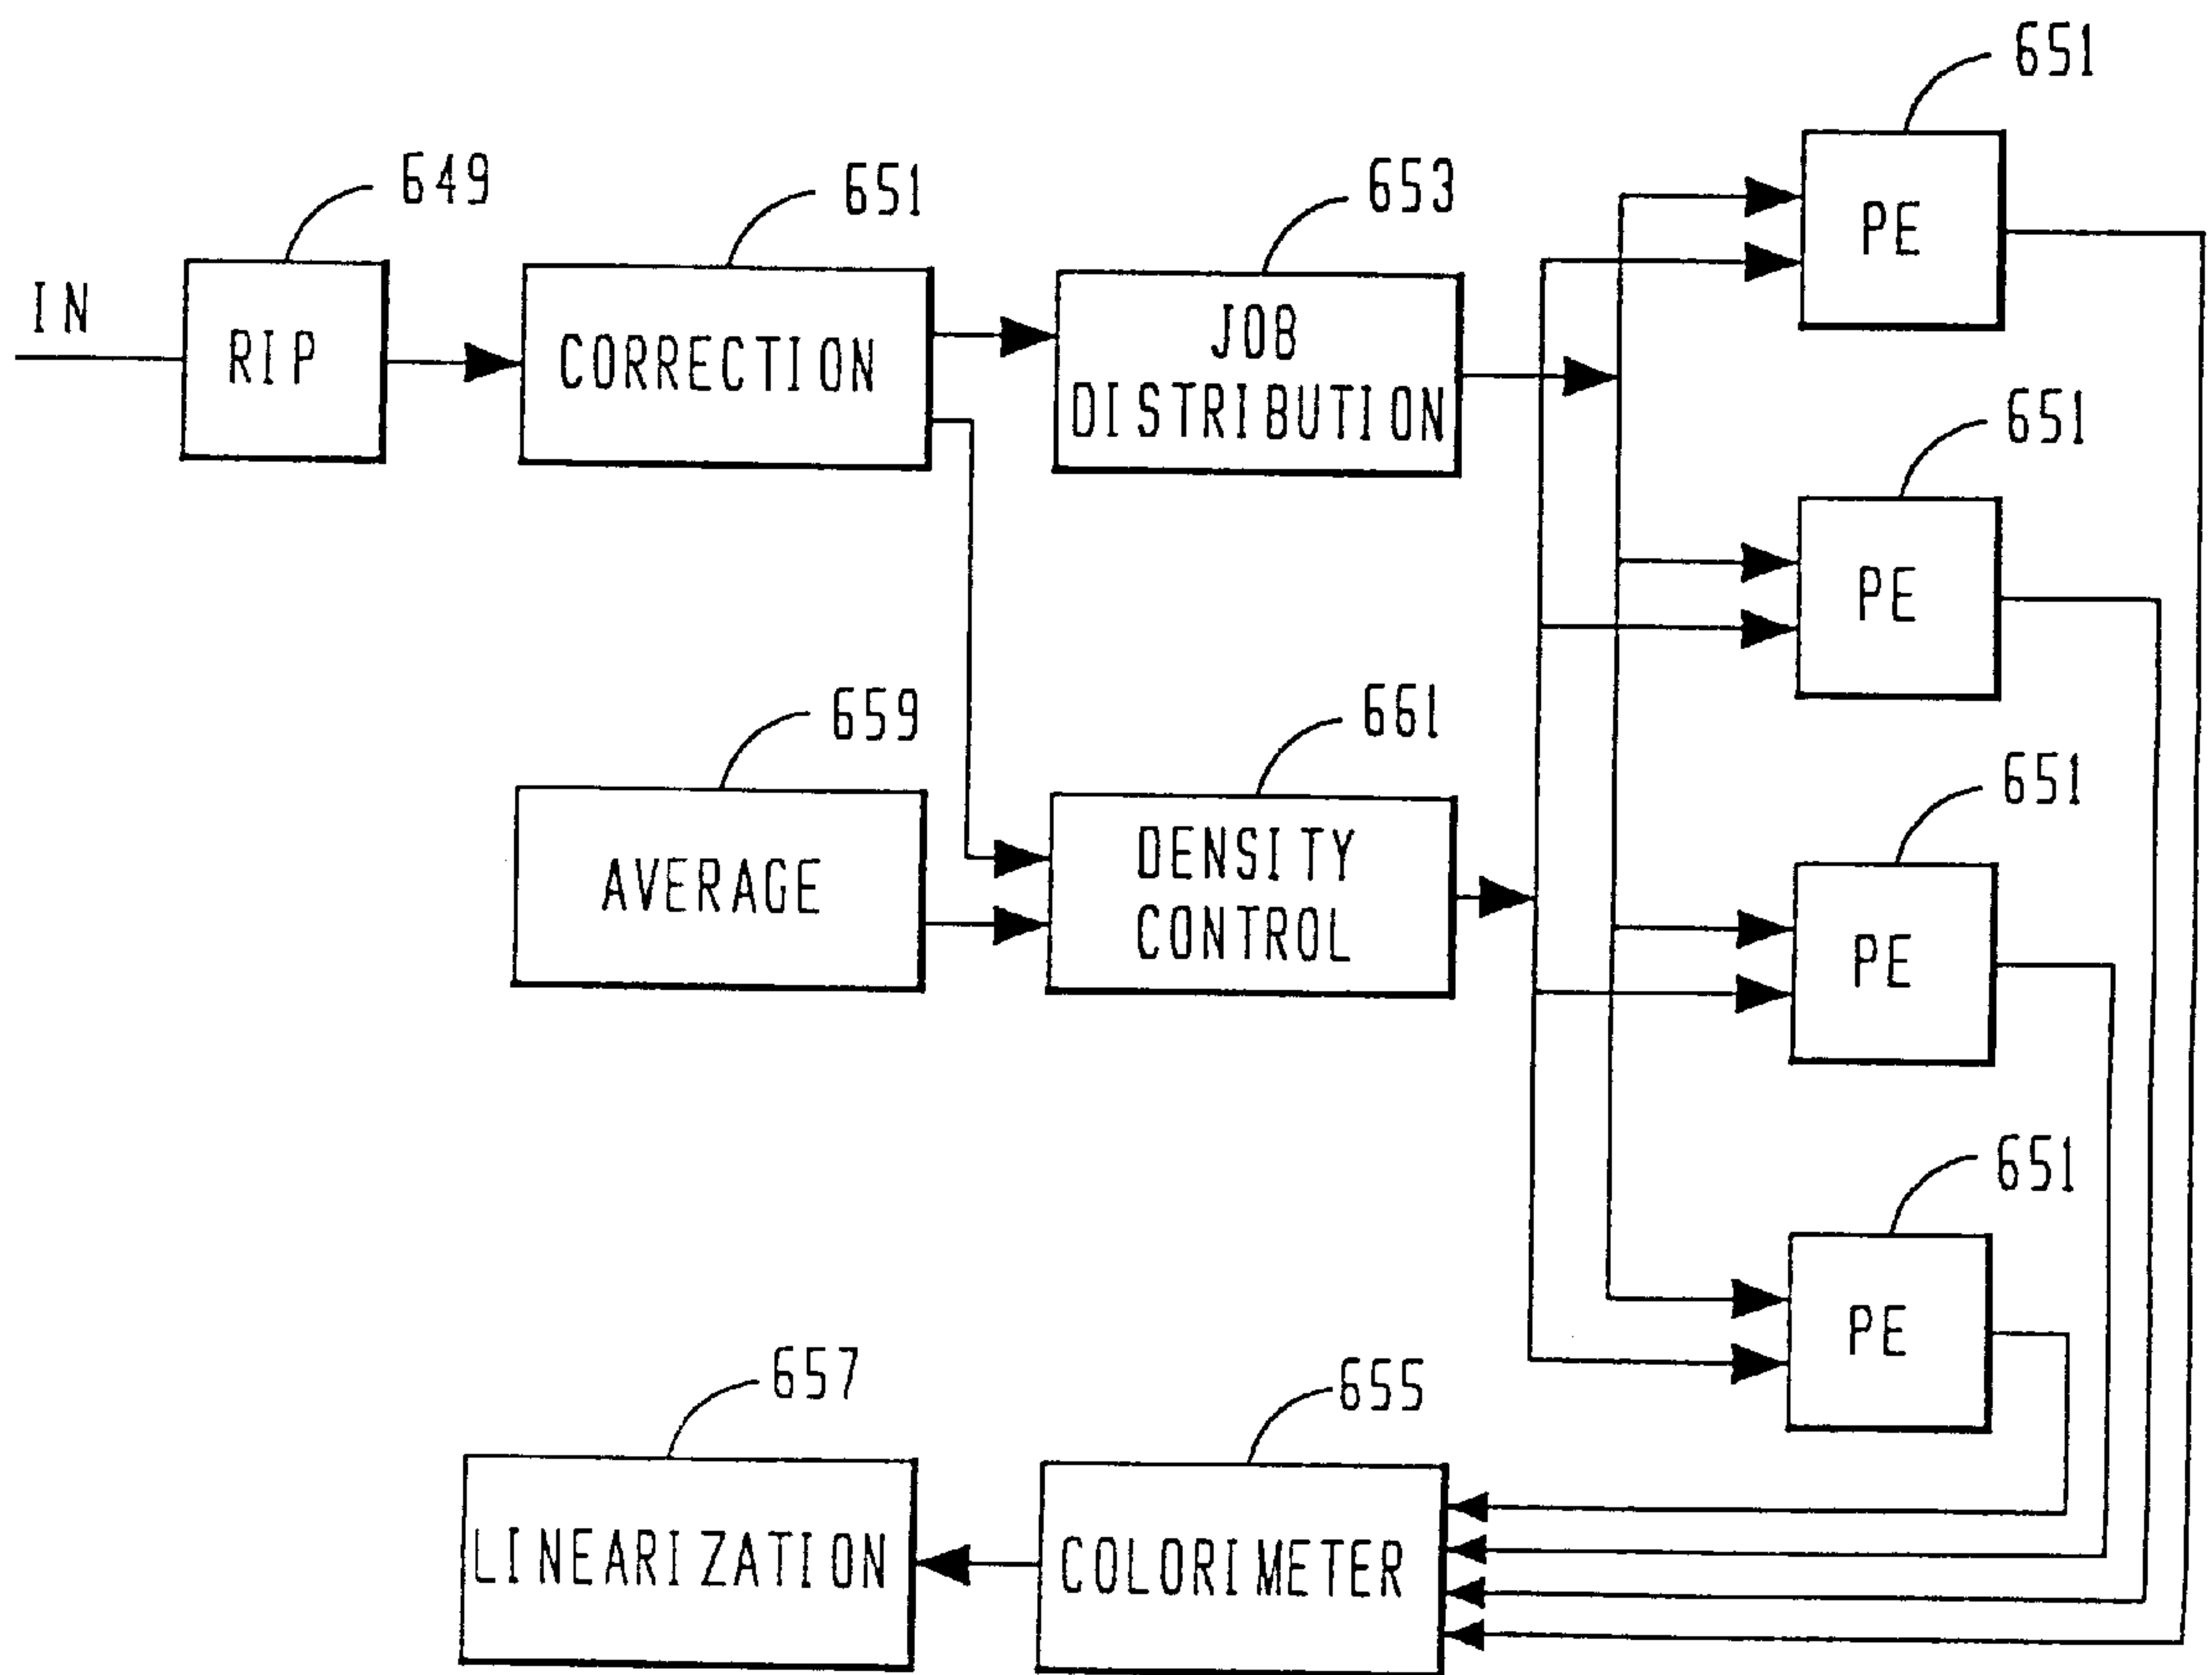 651
649
651
653
IN
RIP
CORRECTION
JOB
DISTRIBUTION
PE
651
PE
659
661
651
AVERAGE
DENSITY
CONTROL
PE
651
PE
657
655
LINEARIZATION
COLORIMETER